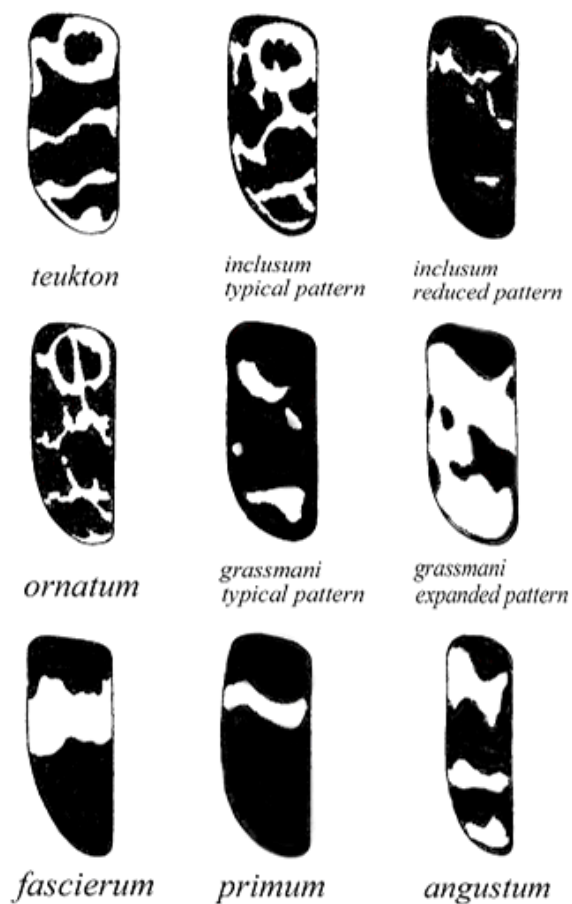 teukton
inclusum
typical pattern
inclusum
reduced pattern
ornatum
grassmani
typical pattern
grassmani
expanded pattern
fascierum
primum
angustum